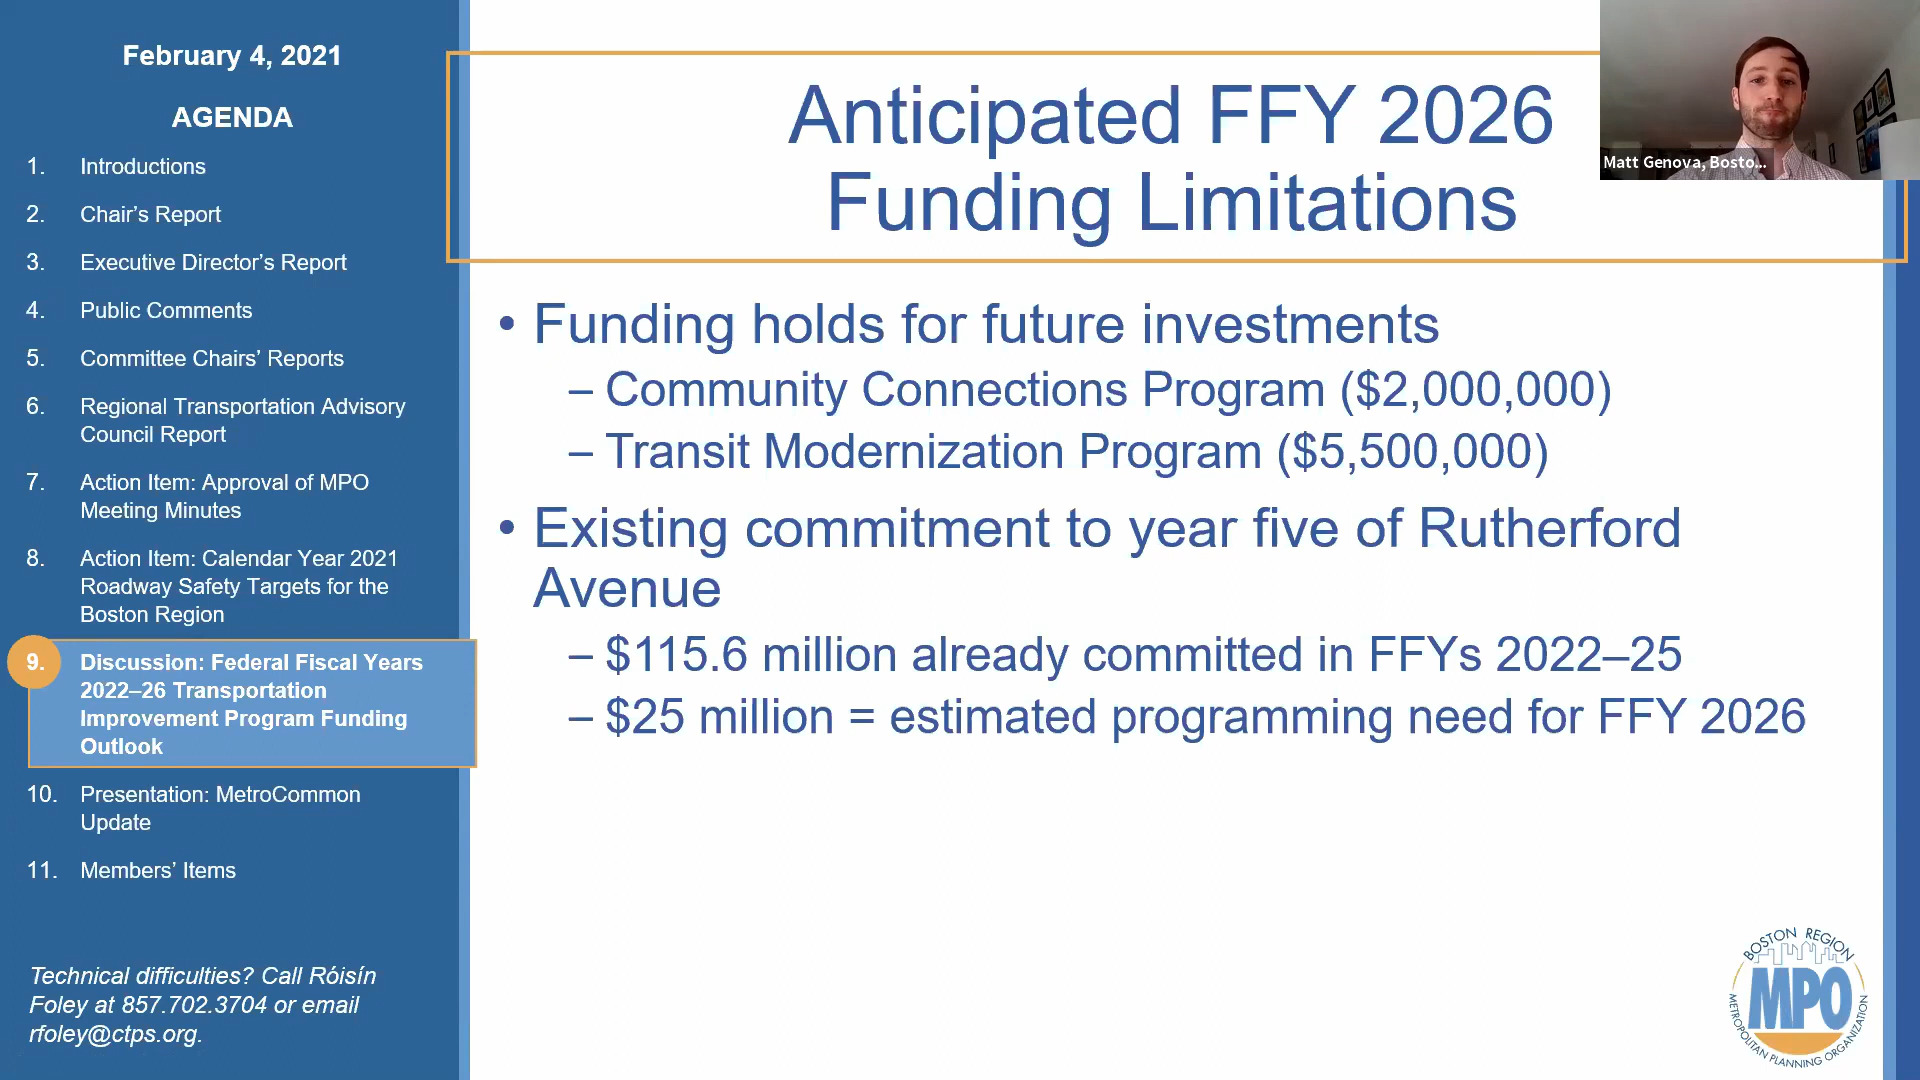 February 4, 2021
AGENDA
1. Introductions
2. Chair’s Report
3. Executive Director’s Report
4. Public Comments
5. Committee Chairs’ Reports
6. Regional Transportation Advisory
Council Report
7. Action Item: Approval of MPO
Meeting Minutes
8. Action Item: Calendar Year 2021
Roadway Safety Targets for the
Boston Region
9. Discussion: Federal Fiscal Years
2022–26 Transportation
Improvement Program Funding
Outlook
10. Presentation: MetroCommon
Update
11. Members’ Items
Technical difficulties? Call Róisín
Foley at 857.702.3704 or email
rfoley@ctps.org.
Anticipated FFY 2026
Funding Limitations
• Funding holds for future investments
– Community Connections Program ($2,000,000)
– Transit Modernization Program ($5,500,000)
• Existing commitment to year five of Rutherford
Avenue
– $115.6 million already committed in FFYs 2022–25
– $25 million = estimated programming need for FFY 2026
Matt Genova, Bosto...
BOSTON REGION
MPO
METROPOLITAN PLANNING ORGANIZATION